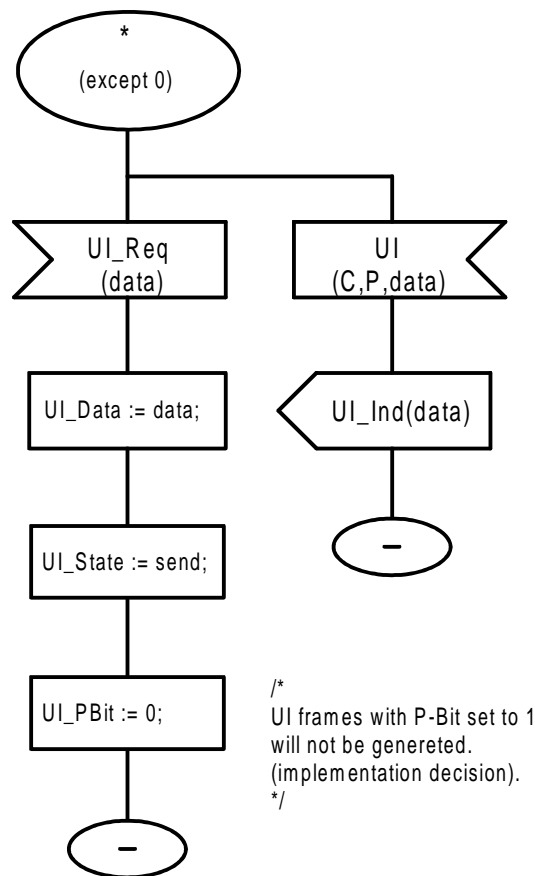 *
(except 0)
UI_Req
(data)
UI
(C,P,data)
UI_Data := data;
UI_Ind(data)
UI_State := send;
–
UI_PBit := 0;
/*
UI frames with P-Bit set to 1
will not be genereted.
(implementation decision).
*/
–